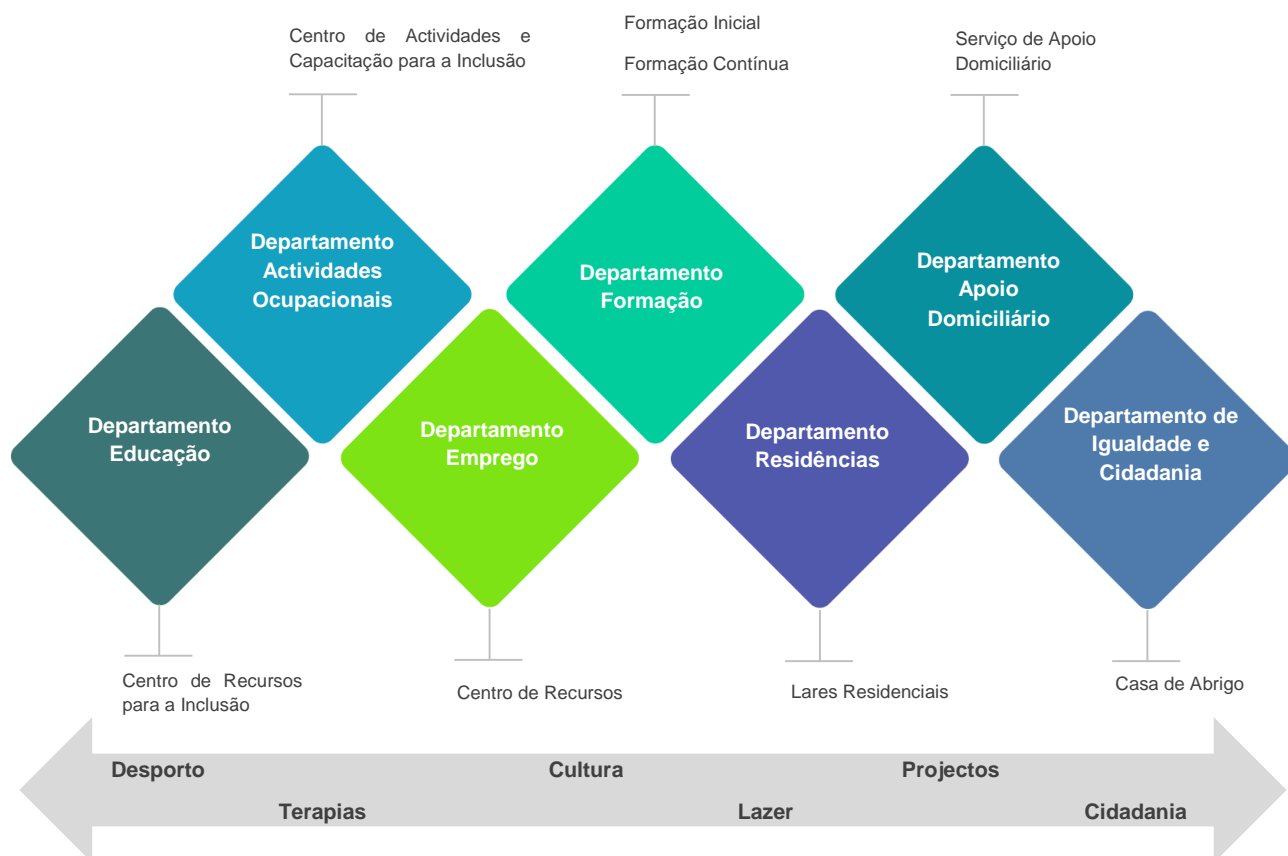 Centro de Actividades e
Capacitação para a Inclusão
Formação Inicial
Formação Contínua
Serviço de Apoio
Domiciliário
Departamento
Actividades
Ocupacionais
Departamento
Formação
Departamento
Apoio
Domiciliário
Departamento
Educação
Departamento
Emprego
Departamento
Residências
Departamento de
Igualdade e
Cidadania
Centro de Recursos
para a Inclusão
Centro de Recursos
Lares Residenciais
Casa de Abrigo
Desporto
Cultura
Projectos
Terapias
Lazer
Cidadania